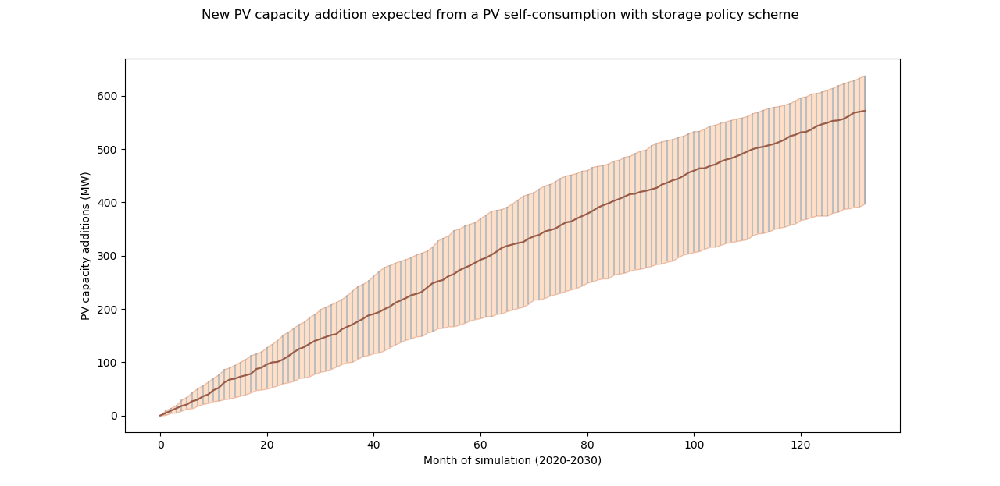 New PV capacity addition expected from a PV self-consumption with storage policy scheme
PV capacity additions (MW)
600
500
400
300
200
100
0
0 20 40 60 80 100 120
Month of simulation (2020-2030)